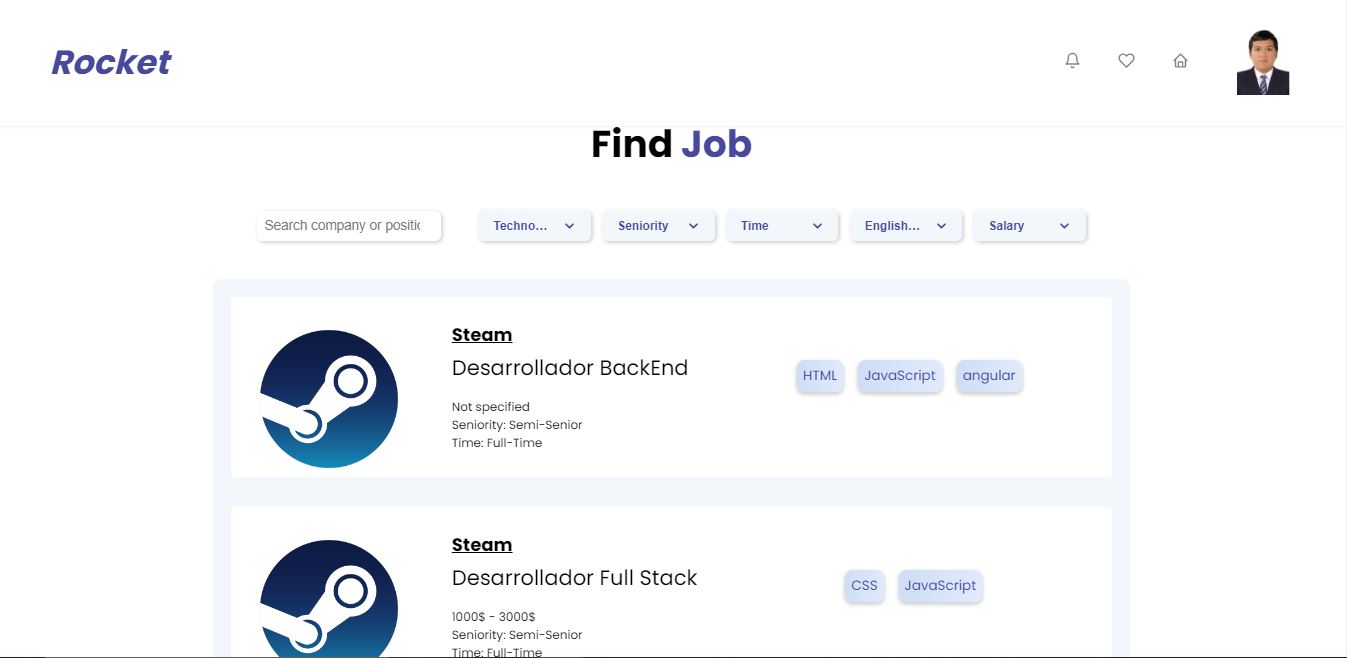 Rocket
Find Job
Search company or positic
Techno...
Seniority
Time
English...
Salary
Steam
Desarrollador BackEnd
HTML
JavaScript
angular
Not specified
Seniority: Semi-Senior
Time: Full-Time
Steam
Desarrollador Full Stack
CSS
JavaScript
1000$ - 3000$
Seniority: Semi-Senior
Time: Full-Time